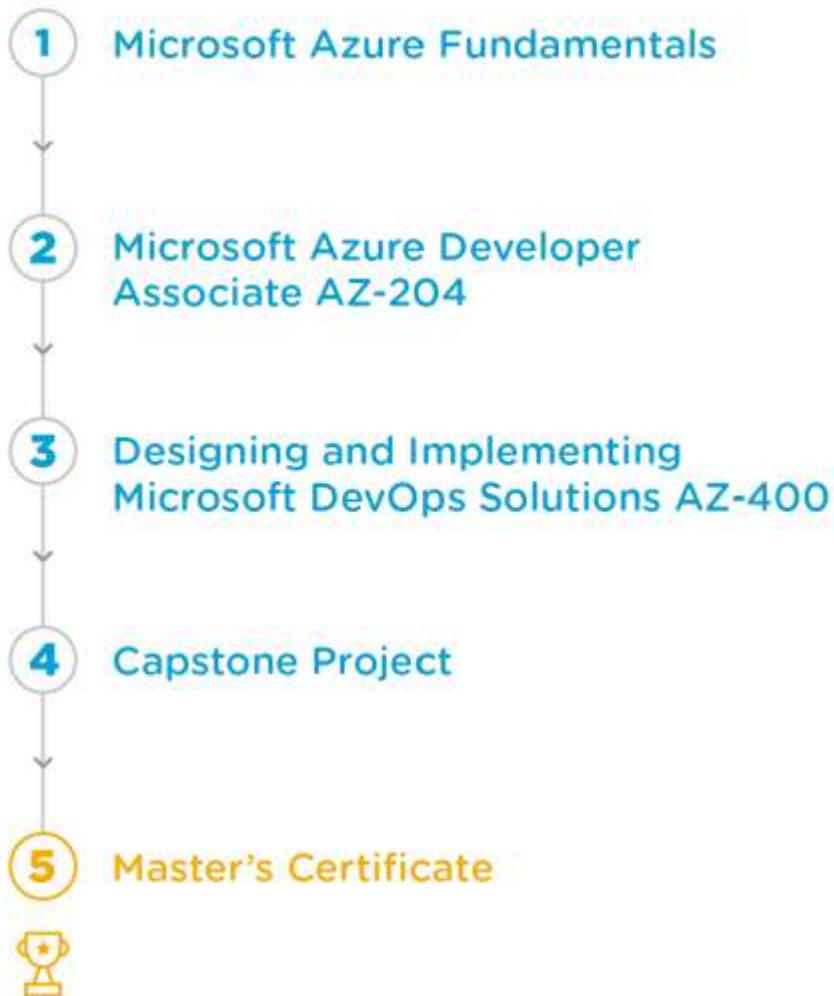 1 Microsoft Azure Fundamentals
2 Microsoft Azure Developer
Associate AZ-204
3 Designing and Implementing
Microsoft DevOps Solutions AZ-400
4 Capstone Project
5 Master’s Certificate